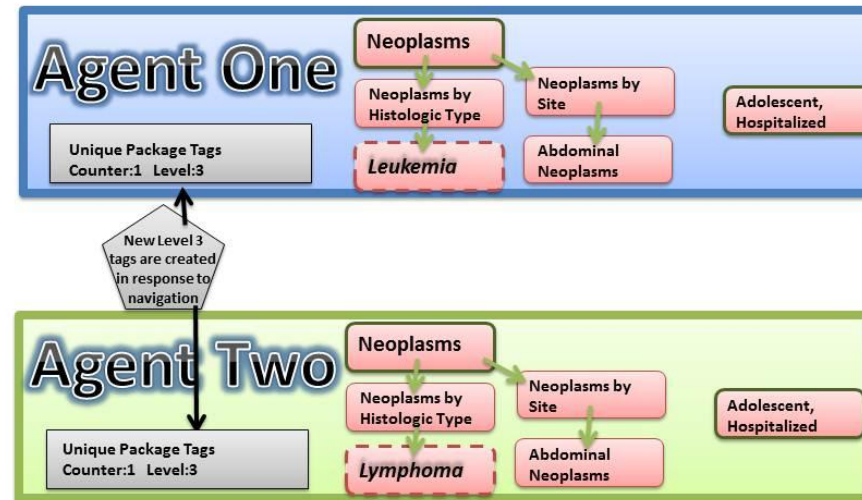 Agent One
Neoplasms
Neoplasms by
Histologic Type
Leukemia
Neoplasms by
Site
Abdominal
Neoplasms
Adolescent,
Hospitalized
Unique Package Tags
Counter:1 Level:3
New Level 3
tags are created
in response to
navigation
Agent Two
Neoplasms
Neoplasms by
Histologic Type
Lymphoma
Neoplasms by
Site
Abdominal
Neoplasms
Adolescent,
Hospitalized
Unique Package Tags
Counter:1 Level:3